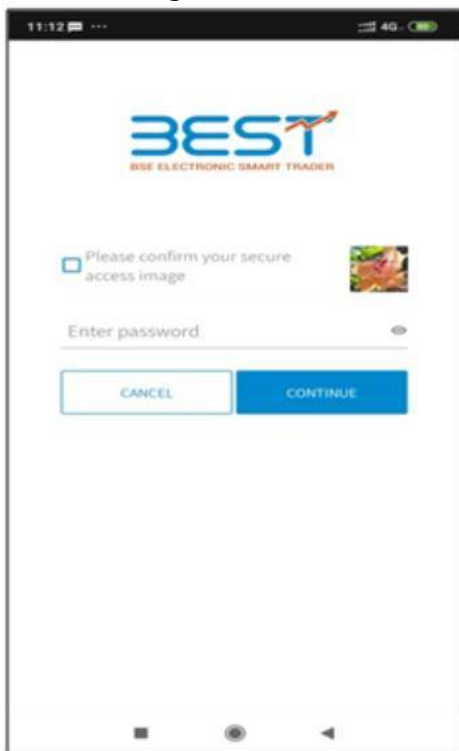 11:12 ... 4G
BEST
BSE ELECTRONIC SMART TRADER
Please confirm your secure
access image
Enter password
CANCEL CONTINUE